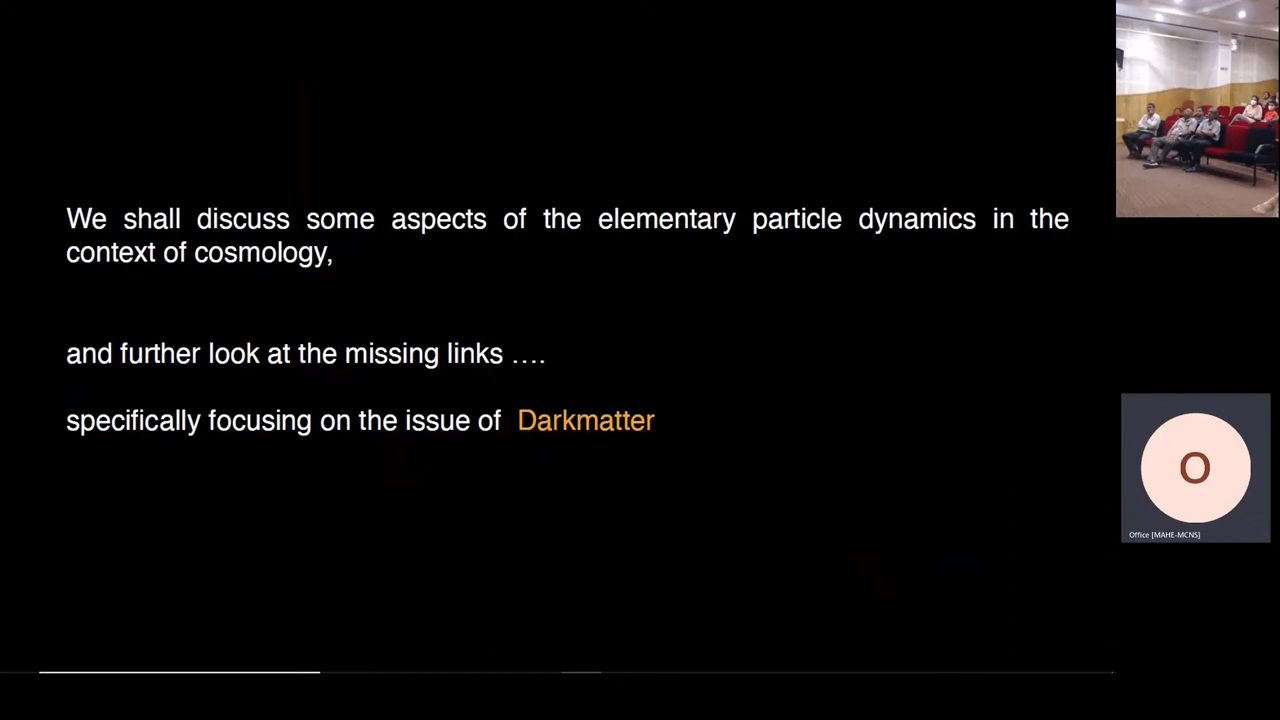 We shall discuss some aspects of the elementary particle dynamics in the
context of cosmology,
and further look at the missing links ....
specifically focusing on the issue of Darkmatter
O
Office [MAHE-MCNS]